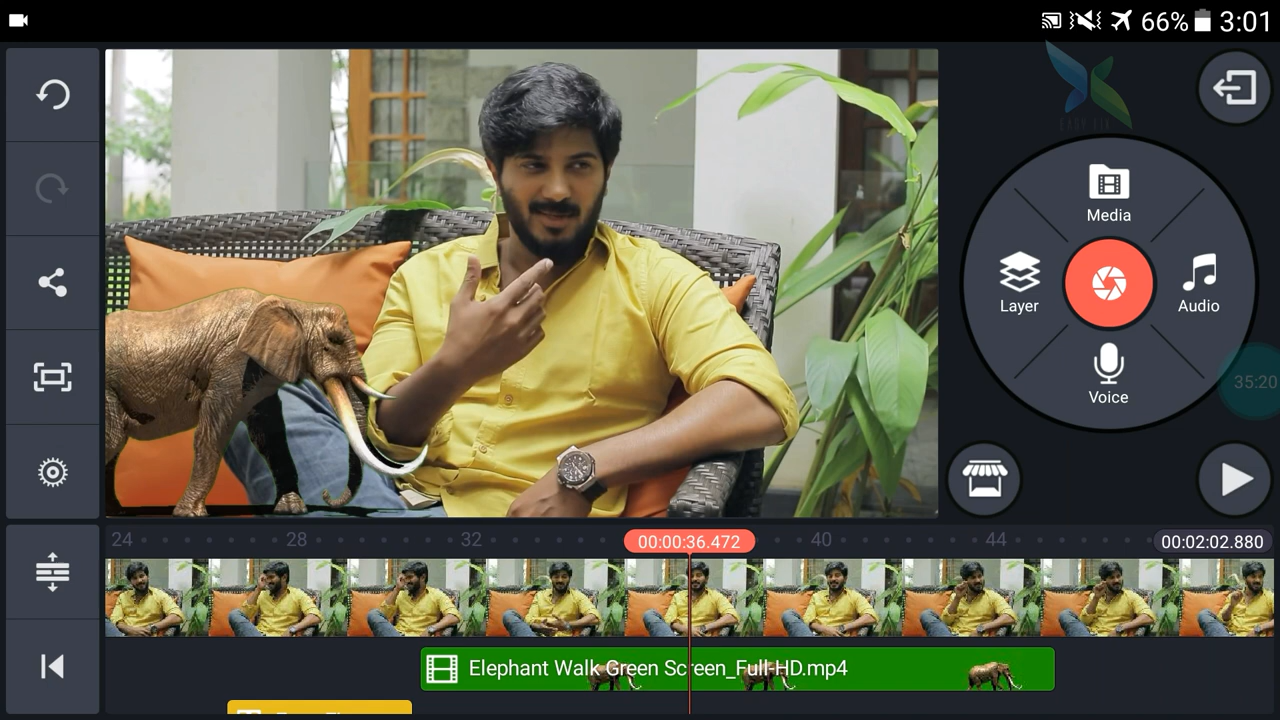 66% 3:01
Media
Layer
Audio
Voice
35:20
24
28
32
00:00:36.472
40
44
00:02:02.880
Elephant Walk Green Screen_Full-HD.mp4